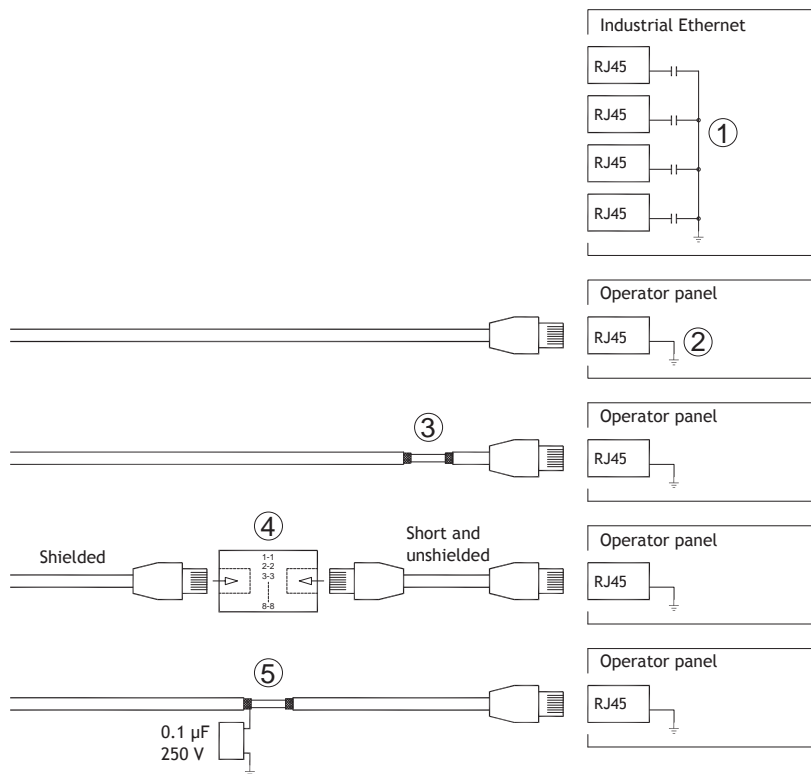 Industrial Ethernet
RJ45
RJ45
1
RJ45
RJ45
Operator panel
RJ45
2
Operator panel
3
RJ45
Operator panel
4
Shielded
Short and
unshielded
1-1
2-2
3-3
8-8
RJ45
Operator panel
5
RJ45
0.1 µF
250 V